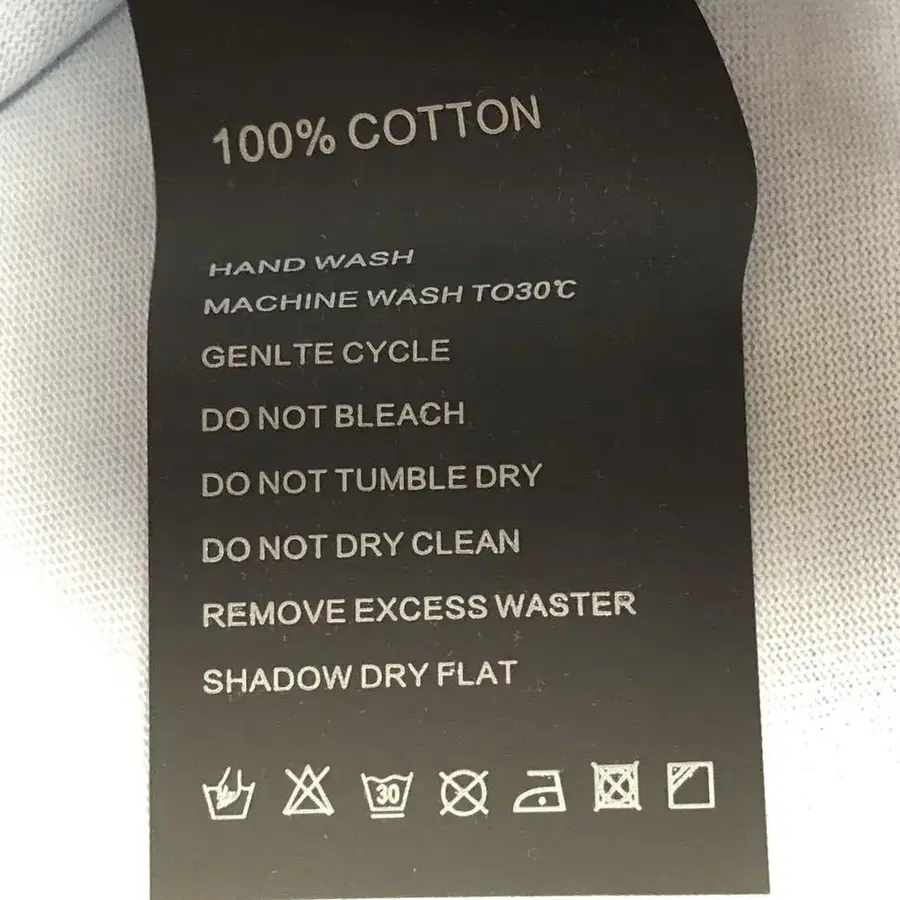 100% COTTON
HAND WASH
MACHINE WASH TO30℃
GENLTE CYCLE
DO NOT BLEACH
DO NOT TUMBLE DRY
DO NOT DRY CLEAN
REMOVE EXCESS WASTER
SHADOW DRY FLAT
30